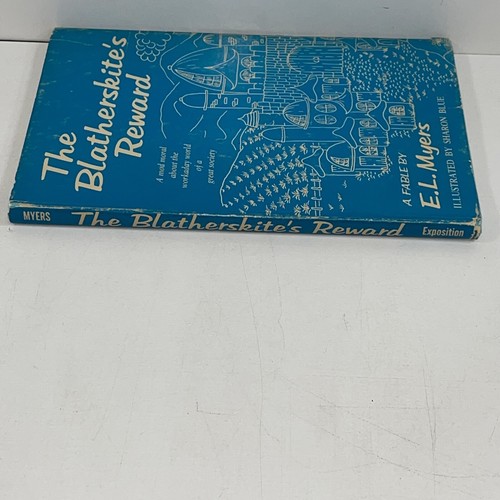 The
Blatherskite's
Reward
A mod moral
about the
workaday world
of a
great society
A FABLE BY
E.L. Myers
ILLUSTRATED BY SHARON BLUE
MYERS The Blatherskite's Reward Exposition